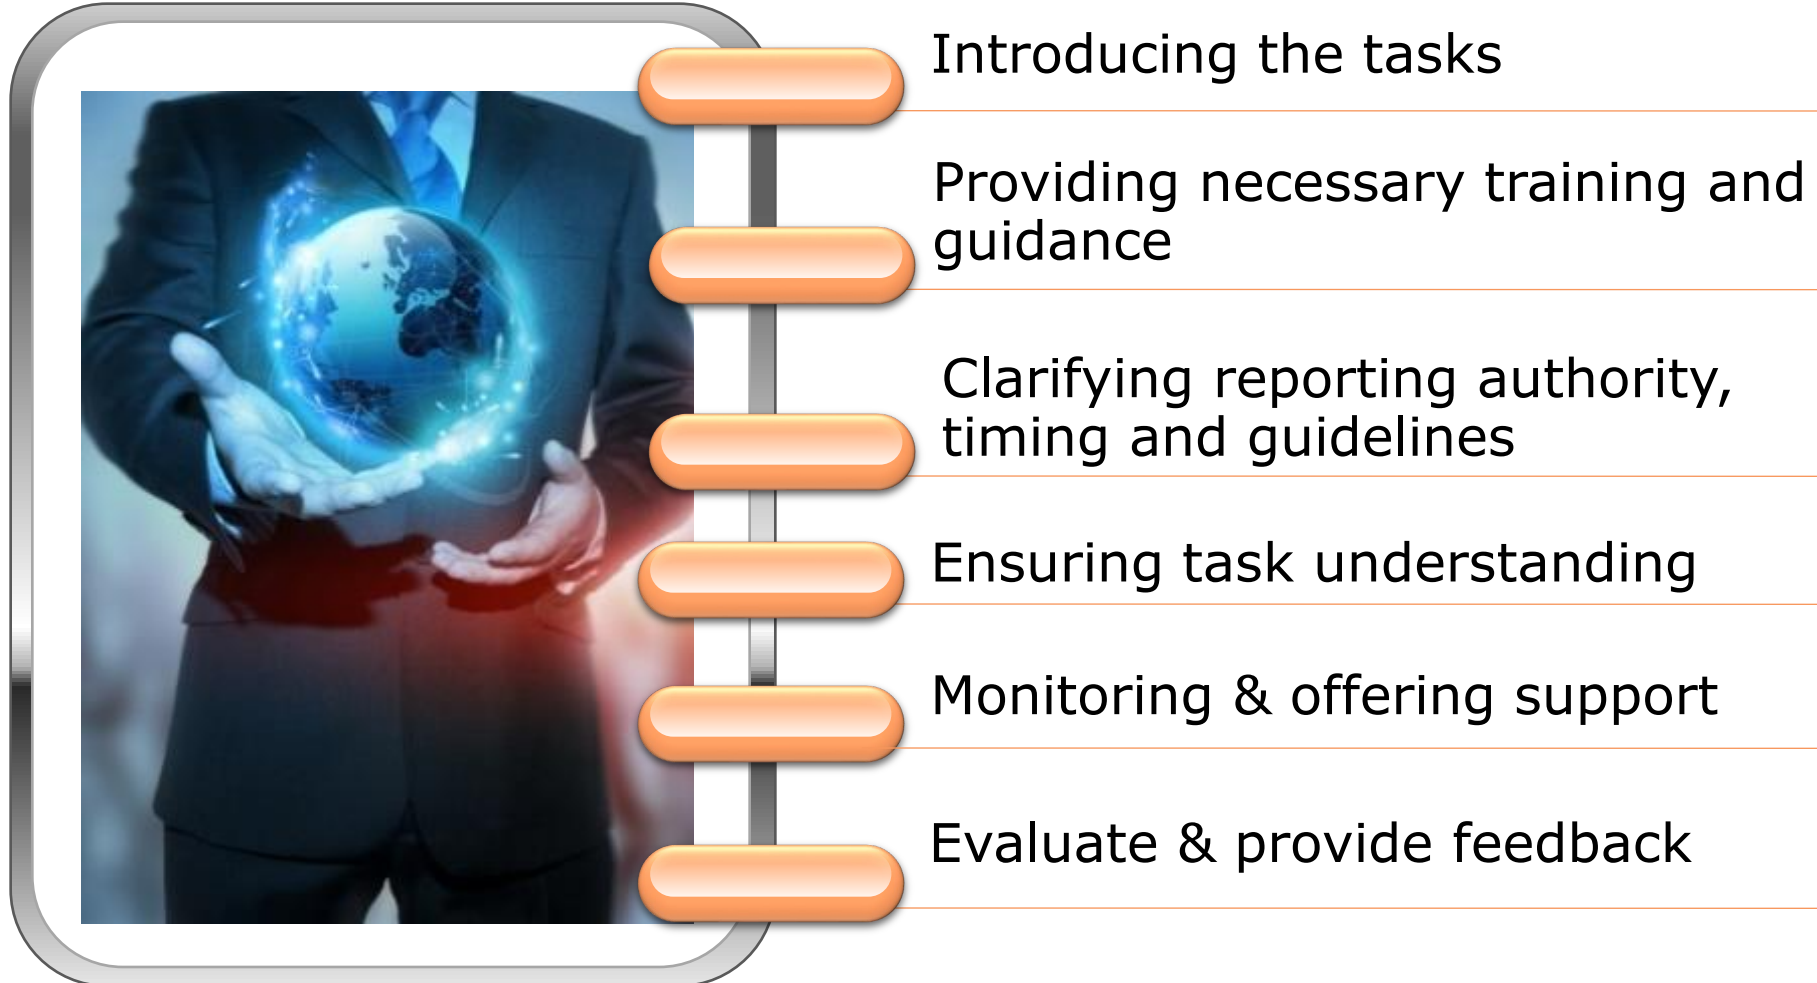 Introducing the tasks
Providing necessary training and
guidance
Clarifying reporting authority,
timing and guidelines
Ensuring task understanding
Monitoring & offering support
Evaluate & provide feedback